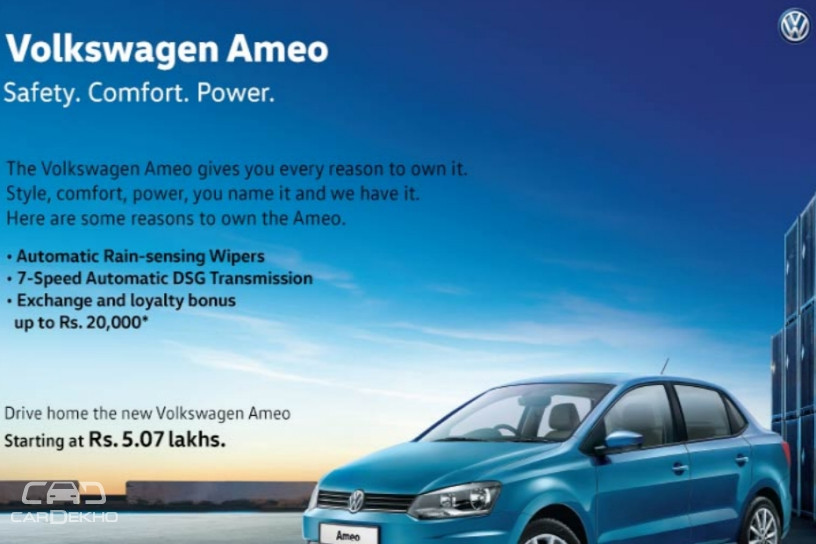 Volkswagen Ameo
Safety. Comfort. Power.
The Volkswagen Ameo gives you every reason to own it.
Style, comfort, power, you name it and we have it.
Here are some reasons to own the Ameo.
• Automatic Rain-sensing Wipers
• 7-Speed Automatic DSG Transmission
• Exchange and loyalty bonus
up to Rs. 20,000*
Drive home the new Volkswagen Ameo
Starting at Rs. 5.07 lakhs.
CARDEKHO
Ameo